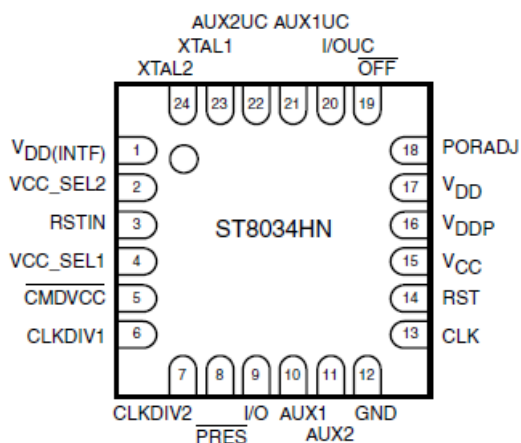 AUX2UC AUX1UC
XTAL1 I/OUC
XTAL2 OFF
24 23 22 21 20 19
VDD(INTF) 1 18 PORADJ
VCC_SEL2 2 17 VDD
RSTIN 3 ST8034HN 16 VDDP
VCC_SEL1 4 15 VCC
CMDVCC 5 14 RST
CLKDIV1 6 13 CLK
7 8 9 10 11 12
CLKDIV2 I/O AUX1 GND
PRES AUX2